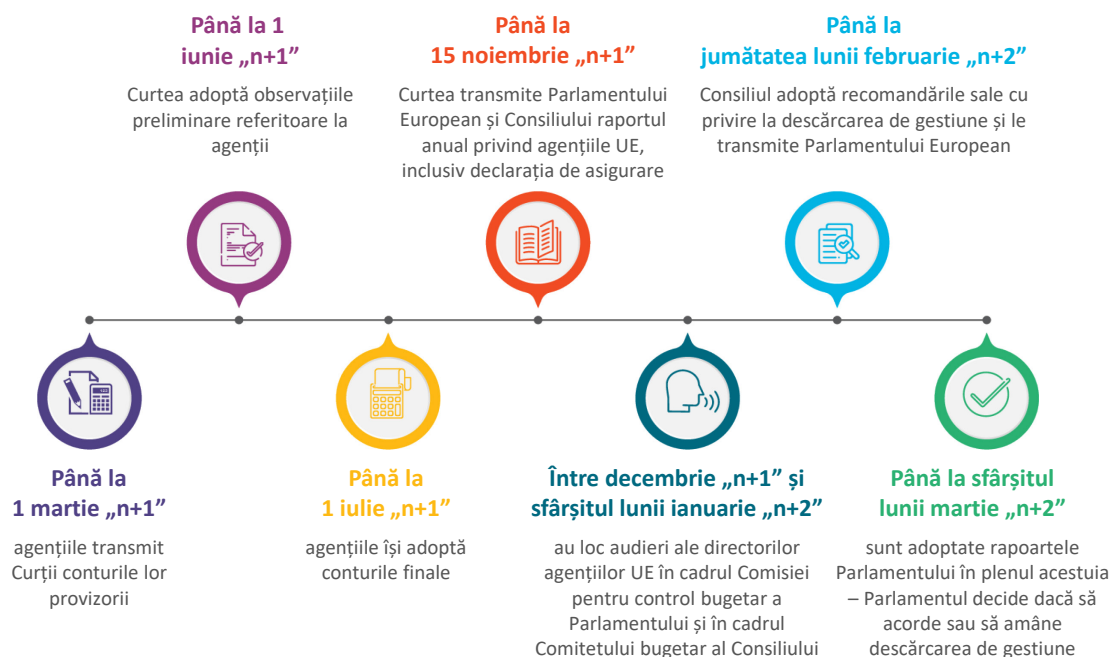 Până la 1
iunie „n+1”
Curtea adoptă observațiile
preliminare referitoare la
agenții
Până la
15 noiembrie „n+1”
Curtea transmite Parlamentului
European și Consiliului raportul
anual privind agențiile UE,
inclusiv declarația de asigurare
Până la
jumătatea lunii februarie „n+2”
Consiliul adoptă recomandările sale cu
privire la descărcarea de gestiune și le
transmite Parlamentului European
Până la
1 martie „n+1”
agențiile transmit
Curții conturile lor
provizorii
Până la
1 iulie „n+1”
agențiile își adoptă
conturile finale
Între decembrie „n+1” și
sfârșitul lunii ianuarie „n+2”
au loc audieri ale directorilor
agențiilor UE în cadrul Comisiei
pentru control bugetar a
Parlamentului și în cadrul
Comitetului bugetar al Consiliului
Până la sfârșitul
lunii martie „n+2”
sunt adoptate rapoartele
Parlamentului în plenul acestuia
– Parlamentul decide dacă să
acorde sau să amâne
descărcarea de gestiune